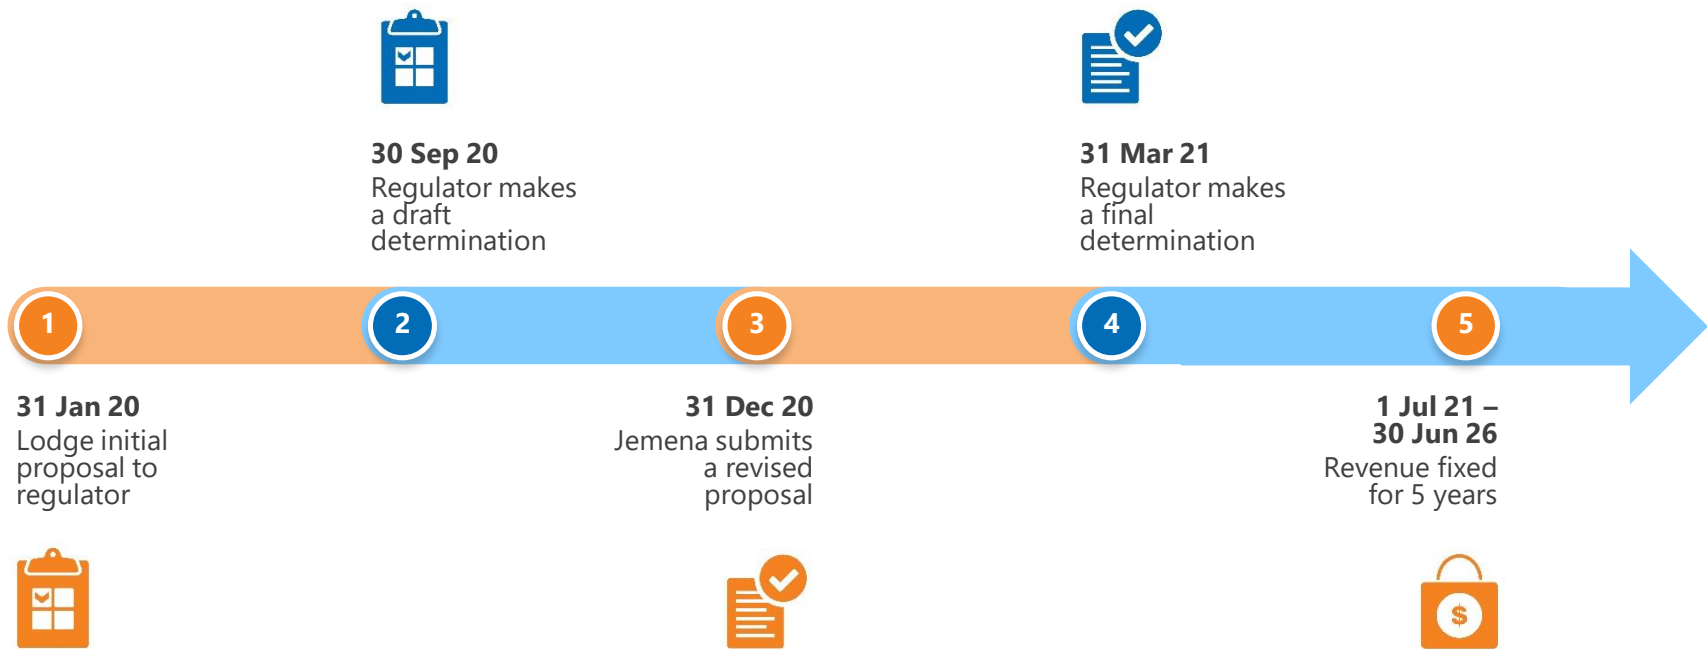 30 Sep 20
Regulator makes
a draft
determination
31 Mar 21
Regulator makes
a final
determination
1
2
3
4
5
31 Jan 20
Lodge initial
proposal to
regulator
31 Dec 20
Jemena submits
a revised
proposal
1 Jul 21 –
30 Jun 26
Revenue fixed
for 5 years
$